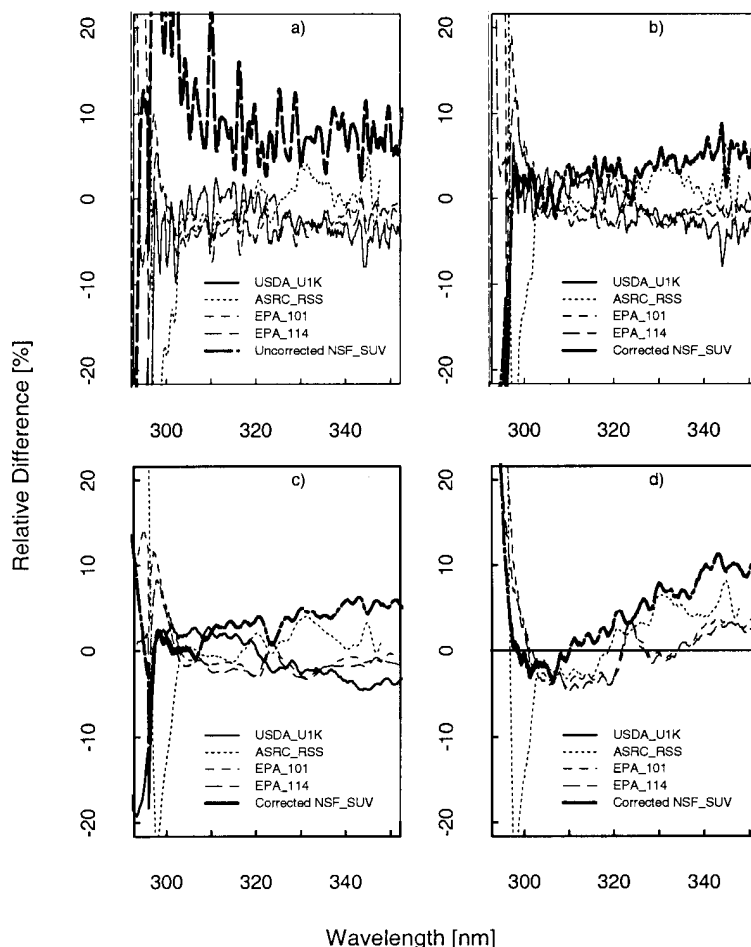 Relative Difference [%]
a)
20
10
0
-10
-20
USDA_U1K
ASRC_RSS
EPA_101
EPA_114
Uncorrected NSF_SUV
300
320
340
b)
20
10
0
-10
-20
USDA_U1K
ASRC_RSS
EPA_101
EPA_114
Corrected NSF_SUV
300
320
340
c)
20
10
0
-10
-20
USDA_U1K
ASRC_RSS
EPA_101
EPA_114
Corrected NSF_SUV
300
320
340
d)
20
10
0
-10
-20
USDA_U1K
ASRC_RSS
EPA_101
EPA_114
Corrected NSF_SUV
300
320
340
Wavelength [nm]